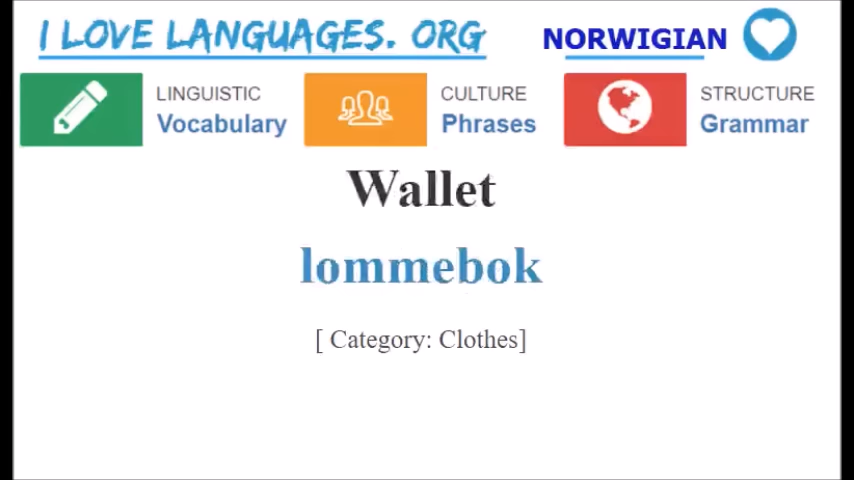 I LOVE LANGUAGES. ORG
NORWIGIAN
LINGUISTIC
Vocabulary
CULTURE
Phrases
STRUCTURE
Grammar
Wallet
lommebok
[ Category: Clothes]